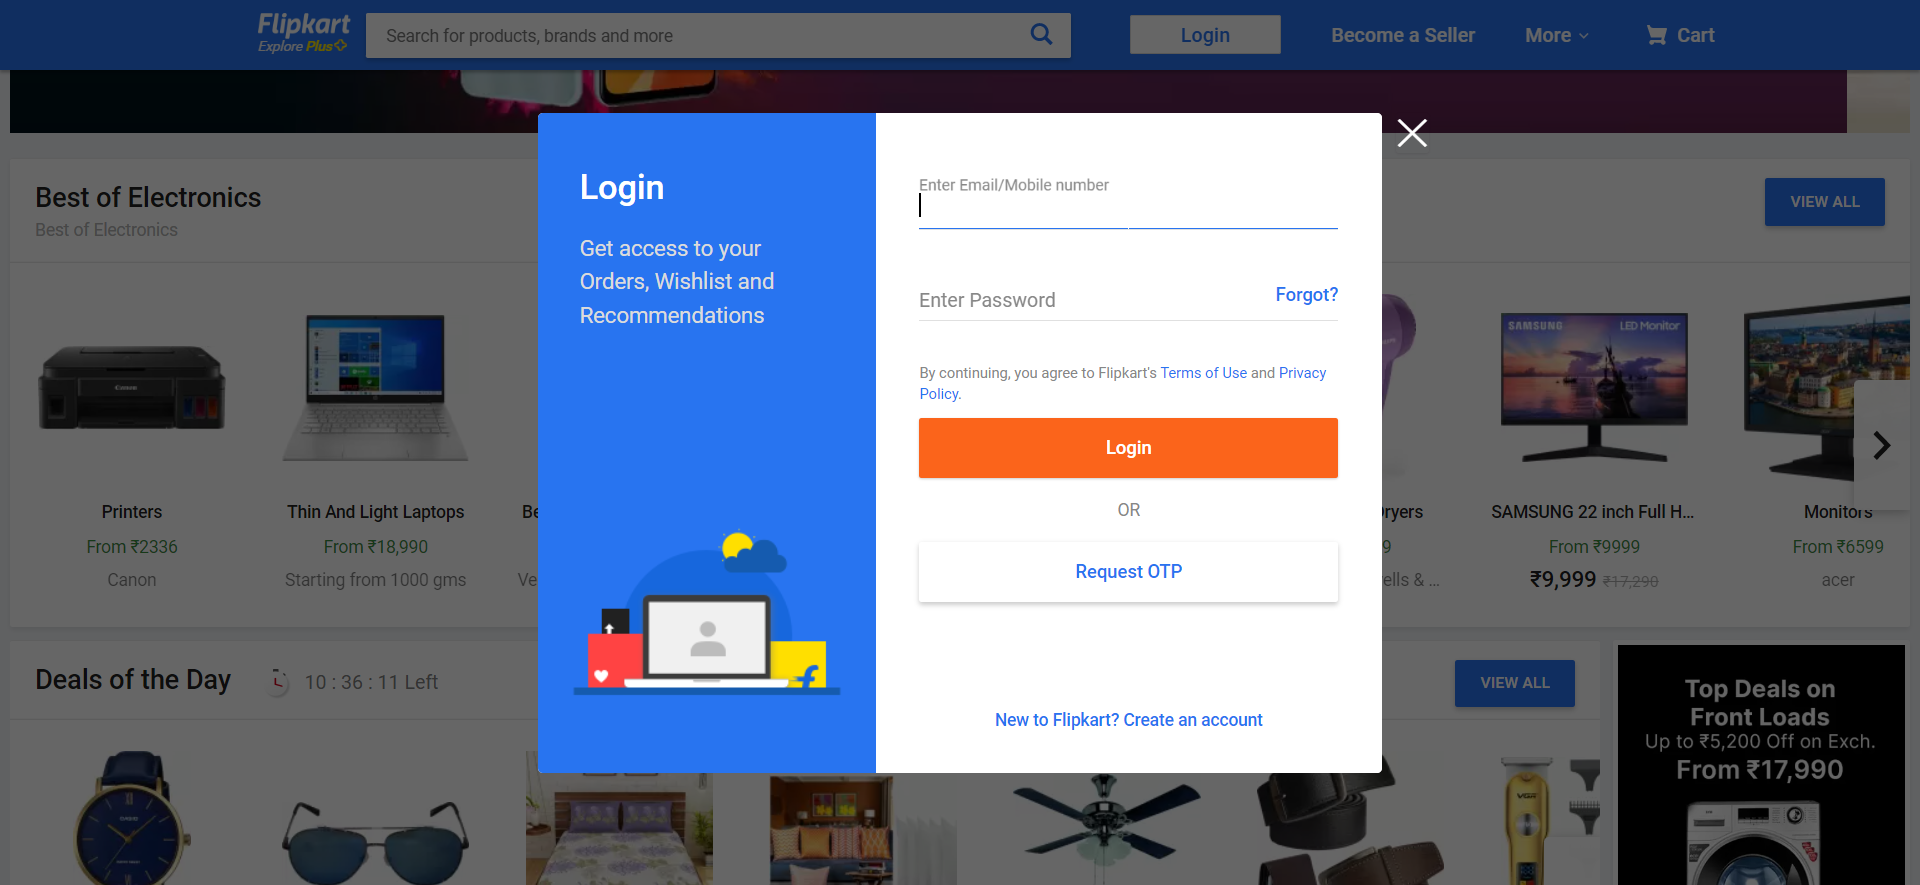 Flipkart
Explore Plus
Search for products, brands and more
Login
Become a Seller
More
Cart
Best of Electronics
Best of Electronics
VIEW ALL
Login
Get access to your
Orders, Wishlist and
Recommendations
Enter Email/Mobile number
Enter Password
Forgot?
By continuing, you agree to Flipkart's Terms of Use and Privacy
Policy.
Login
OR
Request OTP
New to Flipkart? Create an account
Canon
SAMSUNG
LED Monitor
Printers
From ₹2336
Canon
Thin And Light Laptops
From ₹18,990
Starting from 1000 gms
Be
Ve
Dryers
9
ells & ...
SAMSUNG 22 inch Full H...
From ₹9999
₹9,999 ₹17,290
Monitors
From ₹6599
acer
Deals of the Day
10 : 36 : 11 Left
VIEW ALL
Top Deals on
Front Loads
Up to ₹5,200 Off on Exch.
From ₹17,990
VGR